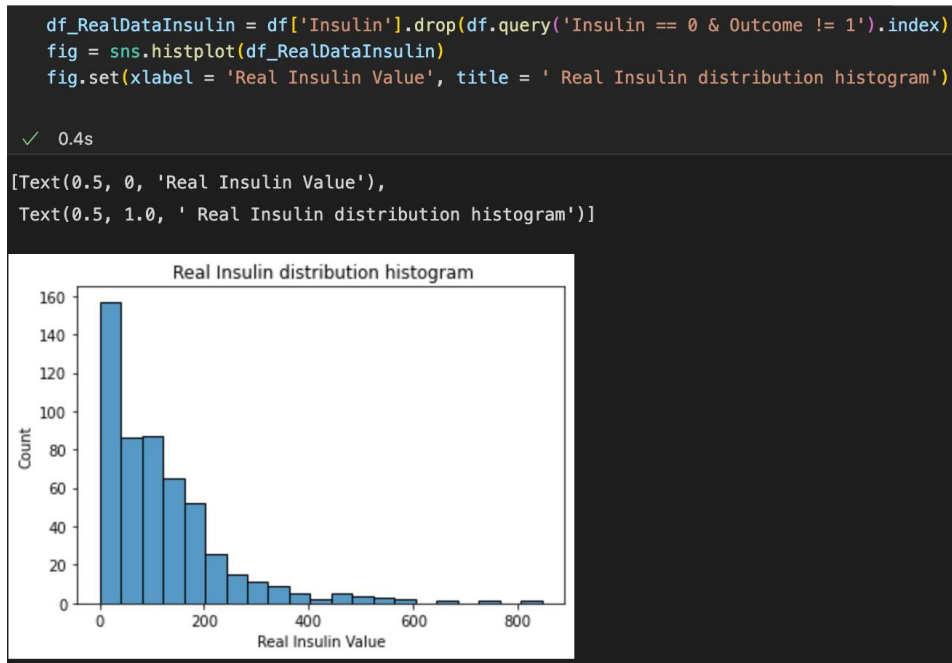 df_RealDataInsulin = df['Insulin'].drop(df.query('Insulin == 0 & Outcome != 1').index)
fig = sns.histplot(df_RealDataInsulin)
fig.set(xlabel = 'Real Insulin Value', title = ' Real Insulin distribution histogram')
✓ 0.4s
[Text(0.5, 0, 'Real Insulin Value'),
 Text(0.5, 1.0, ' Real Insulin distribution histogram')]
Real Insulin distribution histogram
160
140
120
100
80
60
40
20
0
Count
0 200 400 600 800
Real Insulin Value